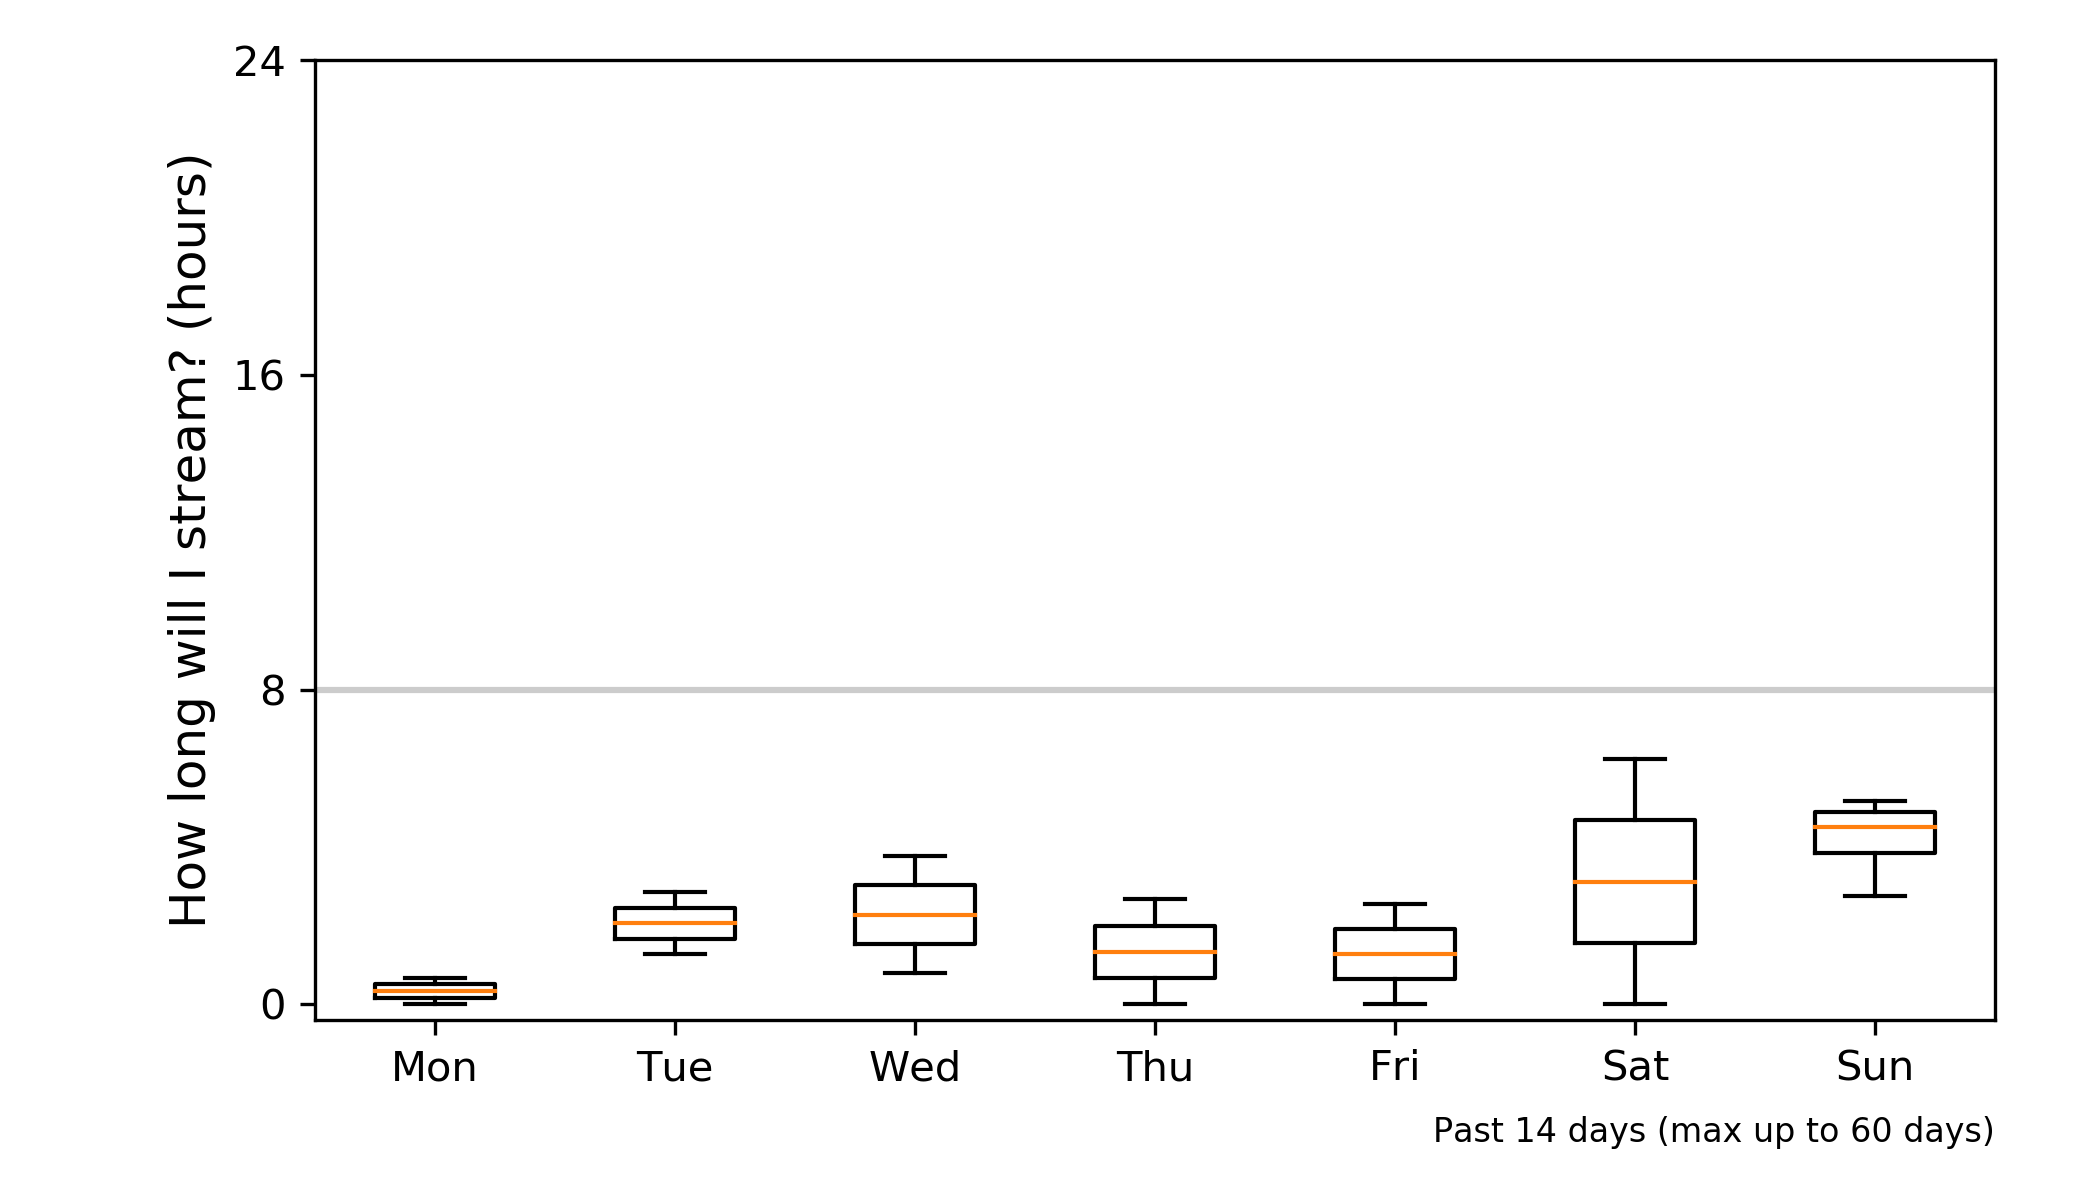 How long will I stream? (hours)
24
16
8
0
Mon Tue Wed Thu Fri Sat Sun
Past 14 days (max up to 60 days)